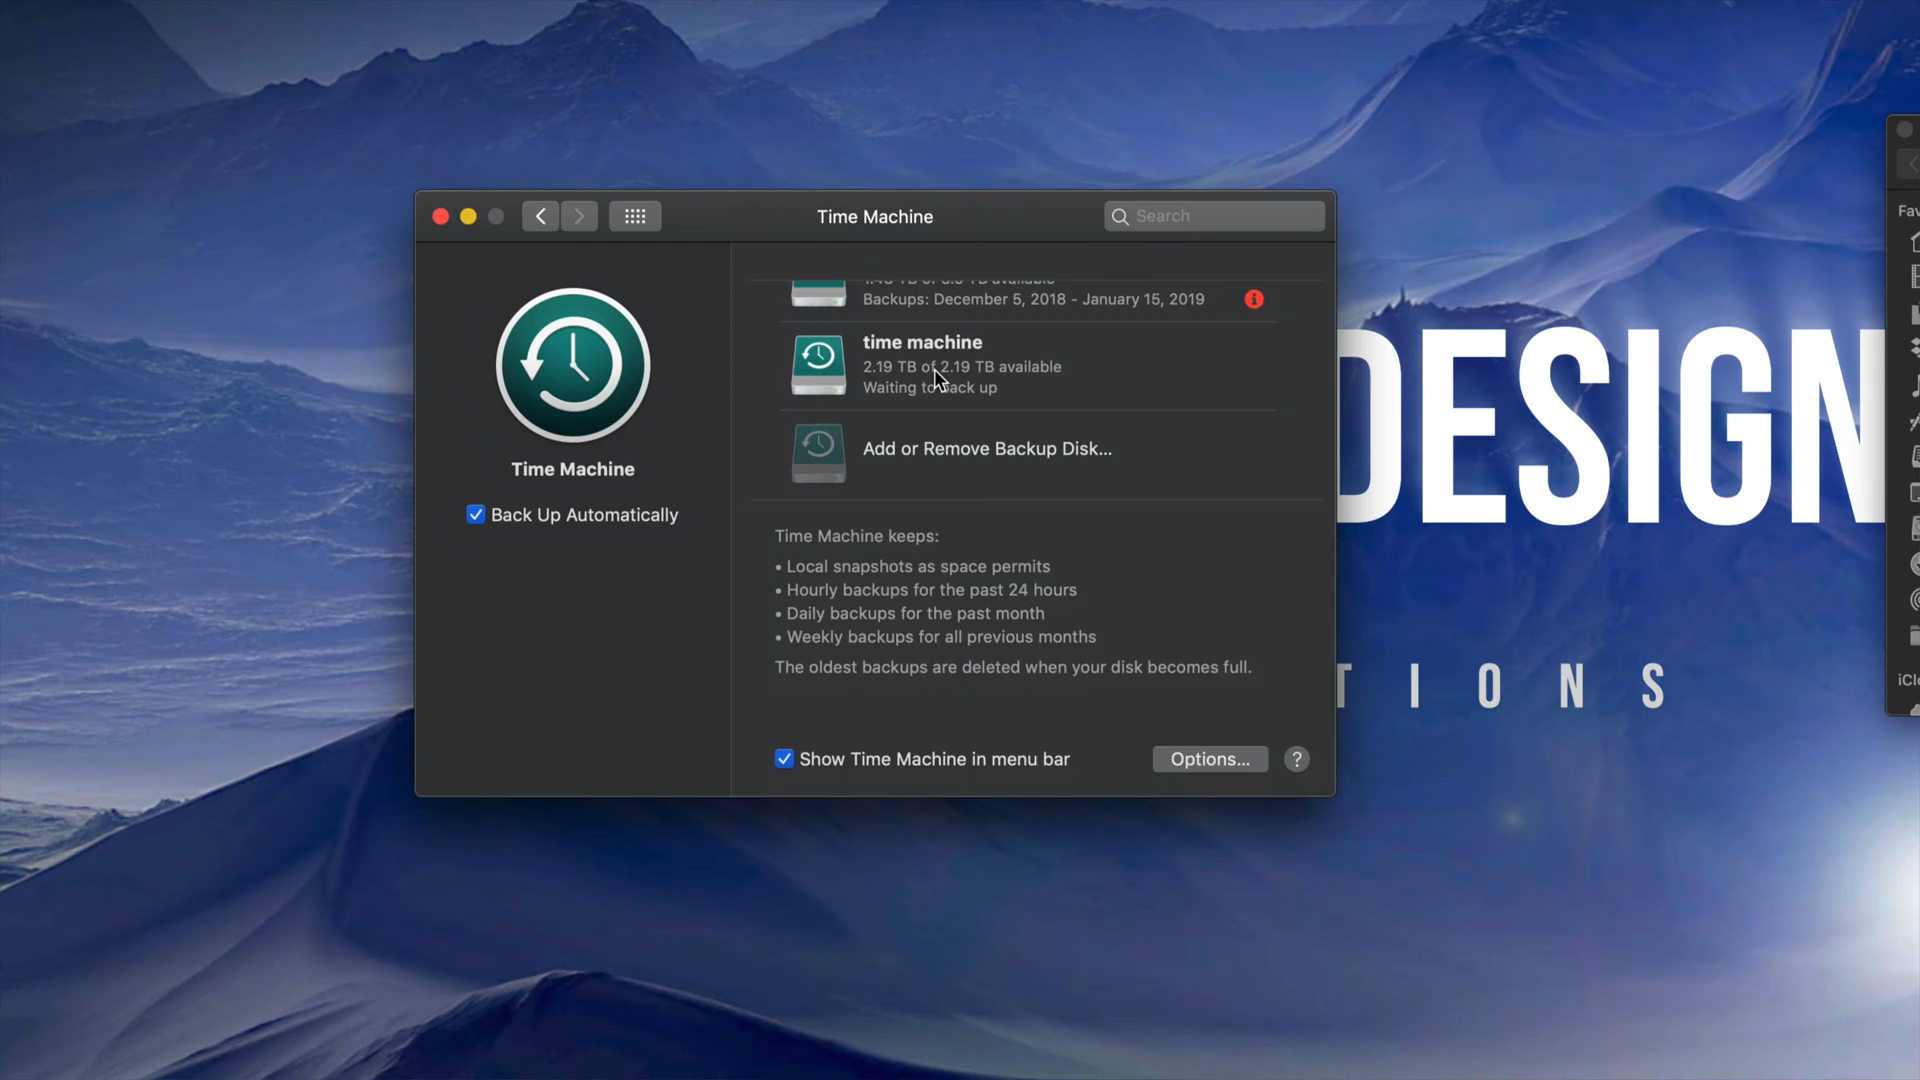 Time Machine
Search
Backups: December 5, 2018 - January 15, 2019
time machine
2.19 TB of 2.19 TB available
Waiting to back up
Add or Remove Backup Disk...
Time Machine
Back Up Automatically
Time Machine keeps:
• Local snapshots as space permits
• Hourly backups for the past 24 hours
• Daily backups for the past month
• Weekly backups for all previous months
The oldest backups are deleted when your disk becomes full.
Show Time Machine in menu bar
Options...
?
DESIGN
TIONS
Fav
iClo